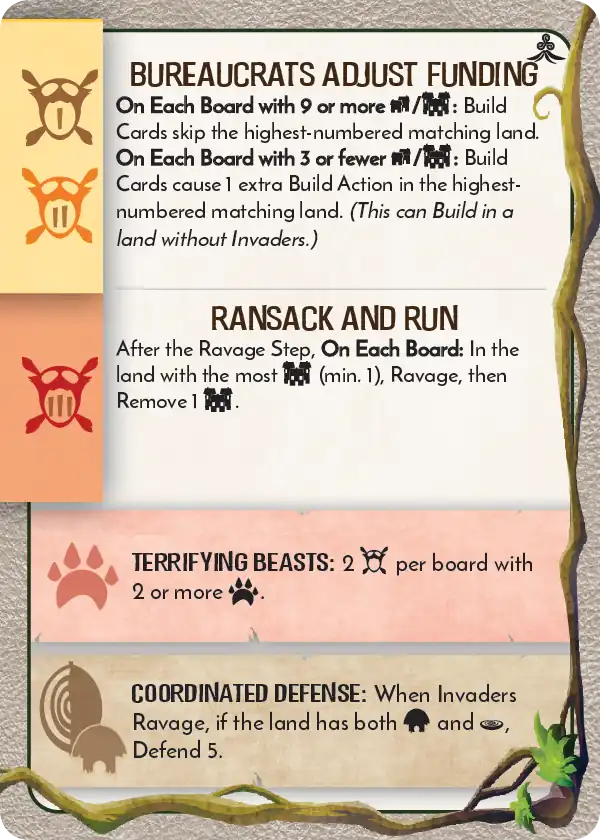 BUREAUCRATS ADJUST FUNDING
On Each Board with 9 or more /: Build
Cards skip the highest-numbered matching land.
On Each Board with 3 or fewer /: Build
Cards cause 1 extra Build Action in the highest-
numbered matching land. (This can Build in a
land without Invaders.)
I
II
RANSACK AND RUN
After the Ravage Step, On Each Board: In the
land with the most (min. 1), Ravage, then
Remove 1 .
III
TERRIFYING BEASTS: 2 per board with
2 or more .
COORDINATED DEFENSE: When Invaders
Ravage, if the land has both and ,
Defend 5.